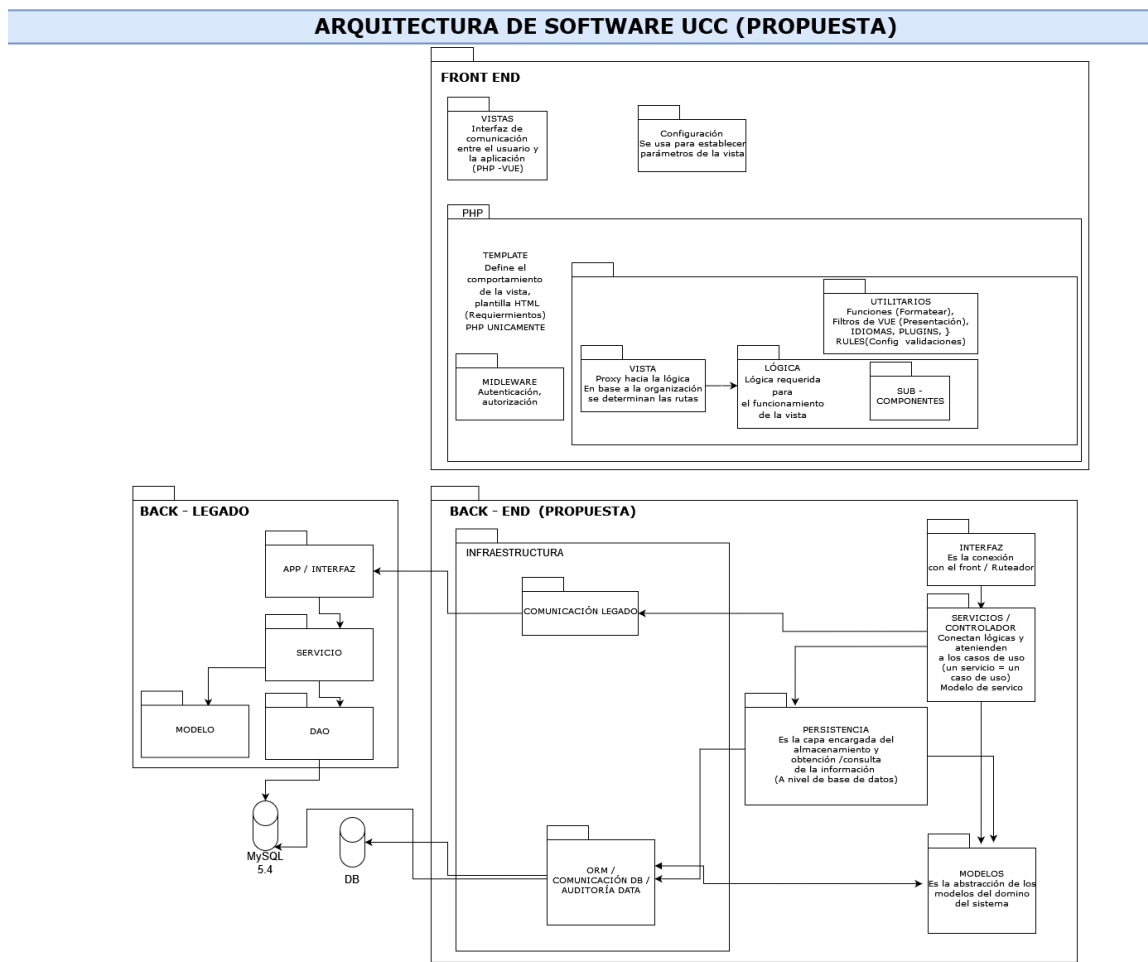 ARQUITECTURA DE SOFTWARE UCC (PROPUESTA)
FRONT END
VISTAS
Interfaz de
comunicación
entre el usuario y
la aplicación
(PHP -VUE)
Configuración
Se usa para establecer
parámetros de la vista
PHP
TEMPLATE
Define el
comportamiento
de la vista,
plantilla HTML
(Requiermientos)
PHP UNICAMENTE
UTILITARIOS
Funciones (Formatear),
Filtros de VUE (Presentación),
IDIOMAS, PLUGINS, }
RULES(Config validaciones)
MIDLEWARE
Autenticación,
autorización
VISTA
Proxy hacia la lógica
En base a la organización
se determinan las rutas
LÓGICA
Lógica requerida
para
el funcionamiento
de la vista
SUB -
COMPONENTES
BACK - LEGADO
APP / INTERFAZ
SERVICIO
MODELO
DAO
MySQL
5.4
DB
BACK - END (PROPUESTA)
INFRAESTRUCTURA
COMUNICACIÓN LEGADO
INTERFAZ
Es la conexión
con el front / Ruteador
SERVICIOS /
CONTROLADOR
Conectan lógicas y
atenienden
a los casos de uso
(un servicio = un
caso de uso)
Modelo de servico
PERSISTENCIA
Es la capa encargada del
almacenamiento y
obtención /consulta
de la información
(A nivel de base de datos)
ORM /
COMUNICACIÓN DB /
AUDITORÍA DATA
MODELOS
Es la abstracción de los
modelos del domino
del sistema